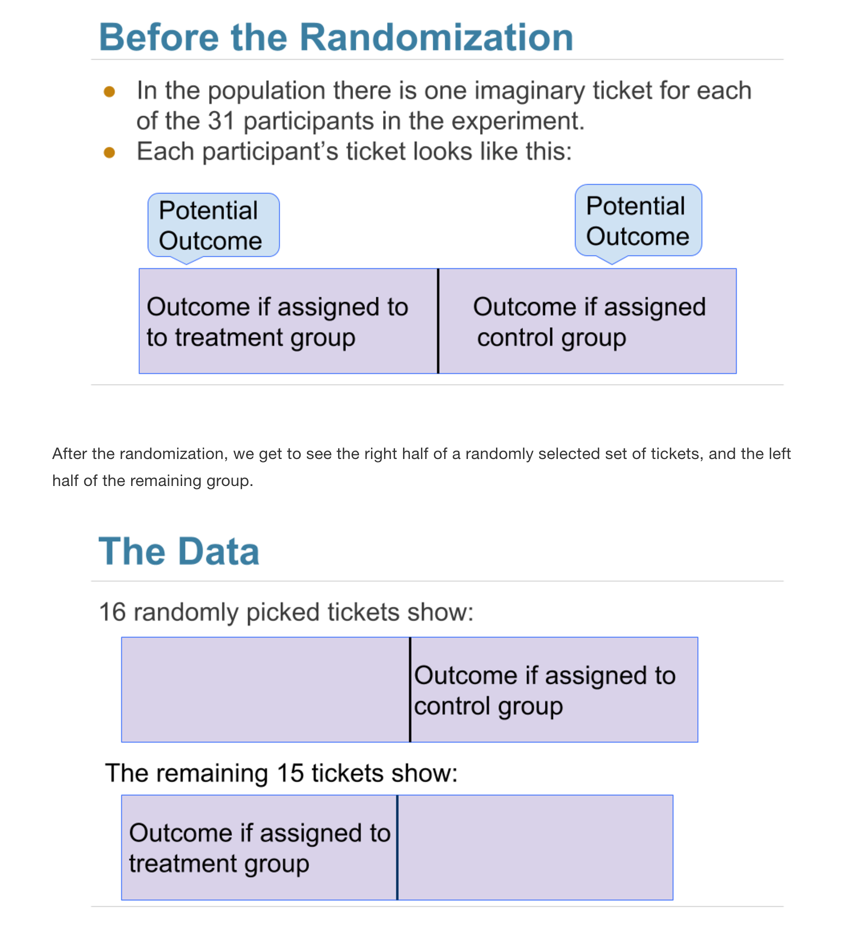 Before the Randomization
● In the population there is one imaginary ticket for each
of the 31 participants in the experiment.
● Each participant’s ticket looks like this:
Potential
Outcome
Potential
Outcome
Outcome if assigned to
to treatment group
Outcome if assigned
control group
After the randomization, we get to see the right half of a randomly selected set of tickets, and the left
half of the remaining group.
The Data
16 randomly picked tickets show:
Outcome if assigned to
control group
The remaining 15 tickets show:
Outcome if assigned to
treatment group